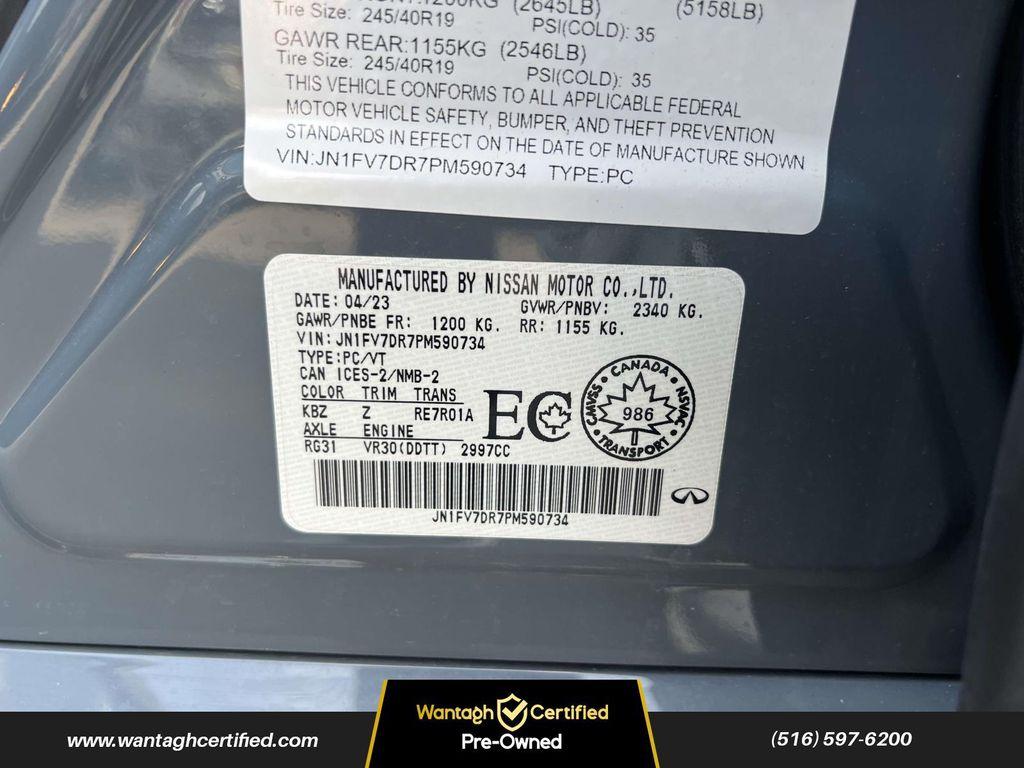 1200KG (2645LB) (5158LB)
Tire Size: 245/40R19 PSI(COLD): 35
GAWR REAR:1155KG (2546LB)
Tire Size: 245/40R19 PSI(COLD): 35
THIS VEHICLE CONFORMS TO ALL APPLICABLE FEDERAL
MOTOR VEHICLE SAFETY, BUMPER, AND THEFT PREVENTION
STANDARDS IN EFFECT ON THE DATE OF MANUFACTURE SHOWN
VIN:JN1FV7DR7PM590734 TYPE:PC
MANUFACTURED BY NISSAN MOTOR CO.,LTD.
DATE: 04/23 GVWR/PNBV: 2340 KG.
GAWR/PNBE FR: 1200 KG. RR: 1155 KG.
VIN: JN1FV7DR7PM590734
TYPE:PC/VT
CAN ICES-2/NMB-2
COLOR TRIM TRANS
KBZ Z RE7R01A
AXLE ENGINE
RG31 VR30(DDTT) 2997CC
EC
CANADA
CMVSS NSVAC
986
TRANSPORT
JN1FV7DR7PM590734
Wantagh Certified
Pre-Owned
www.wantaghcertified.com
(516) 597-6200